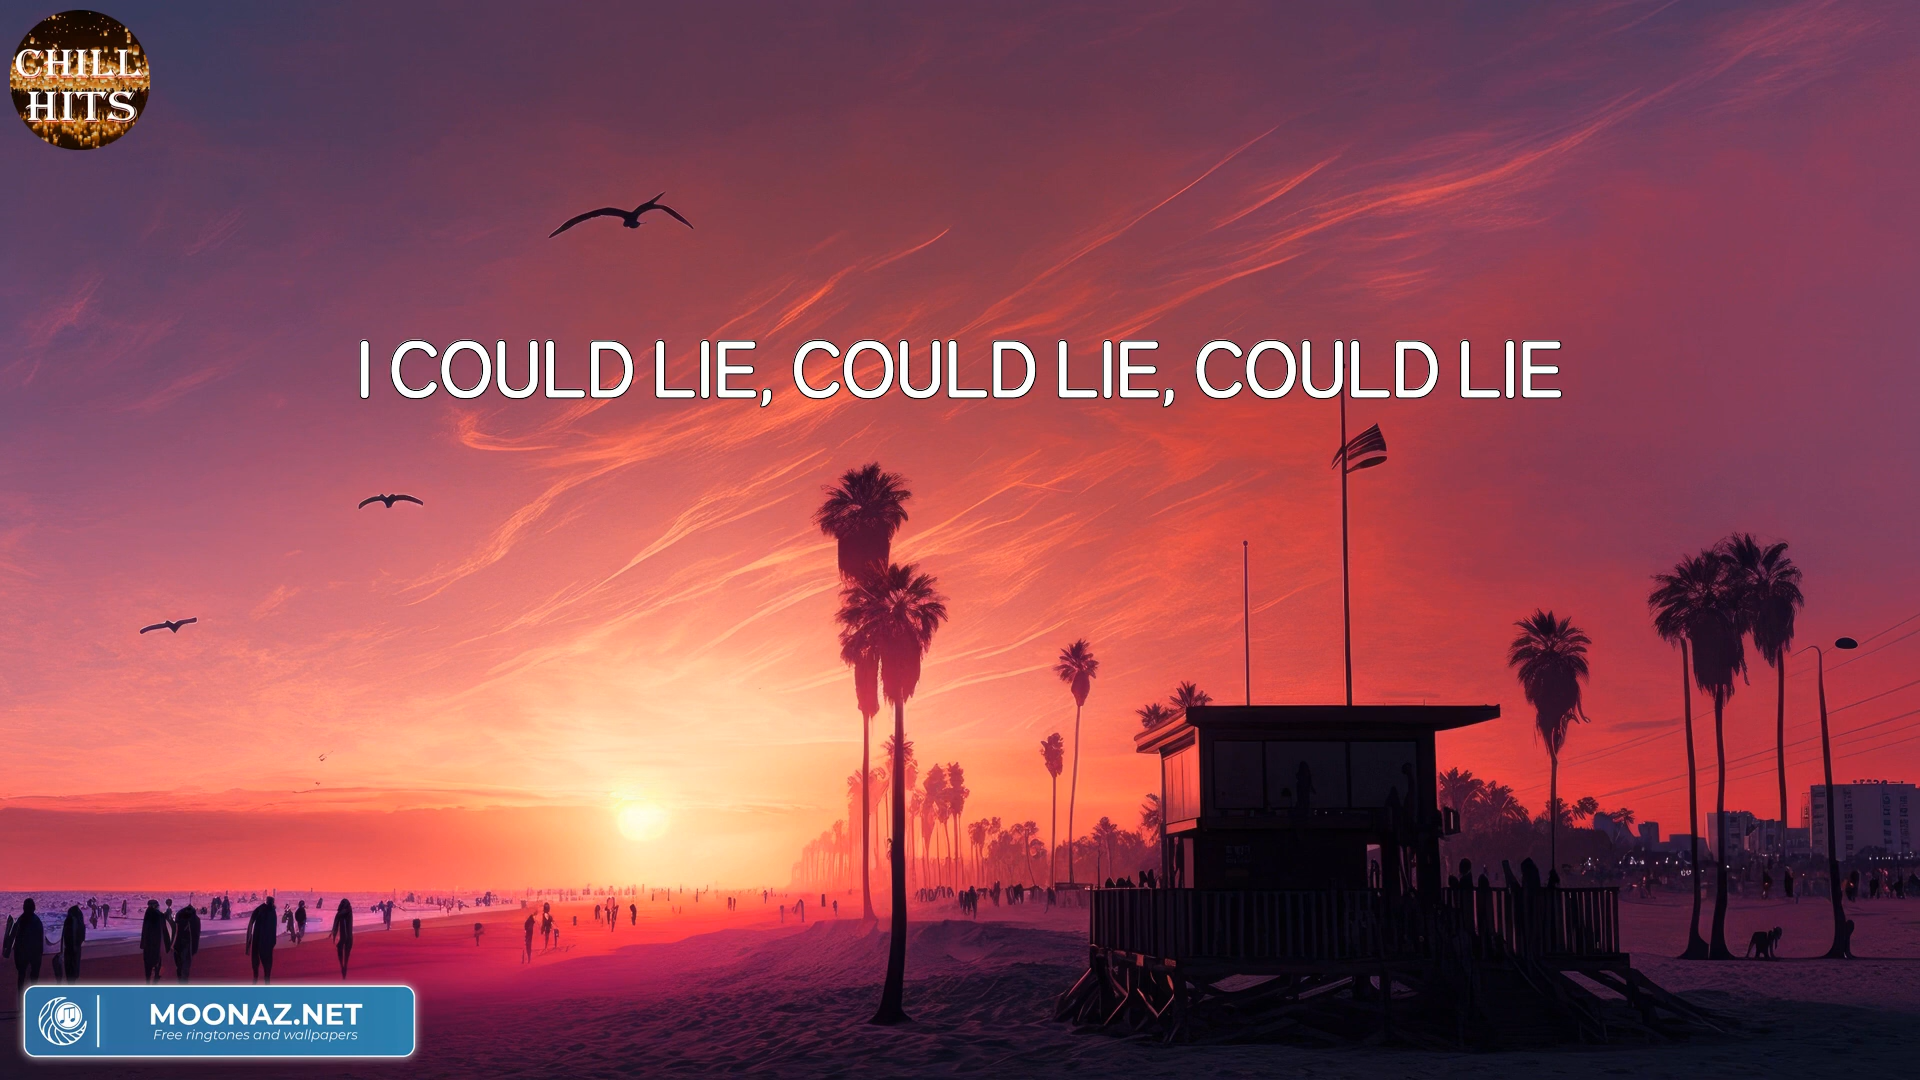 CHILL
HITS
I COULD LIE, COULD LIE, COULD LIE
MOONAZ.NET
Free ringtones and wallpapers